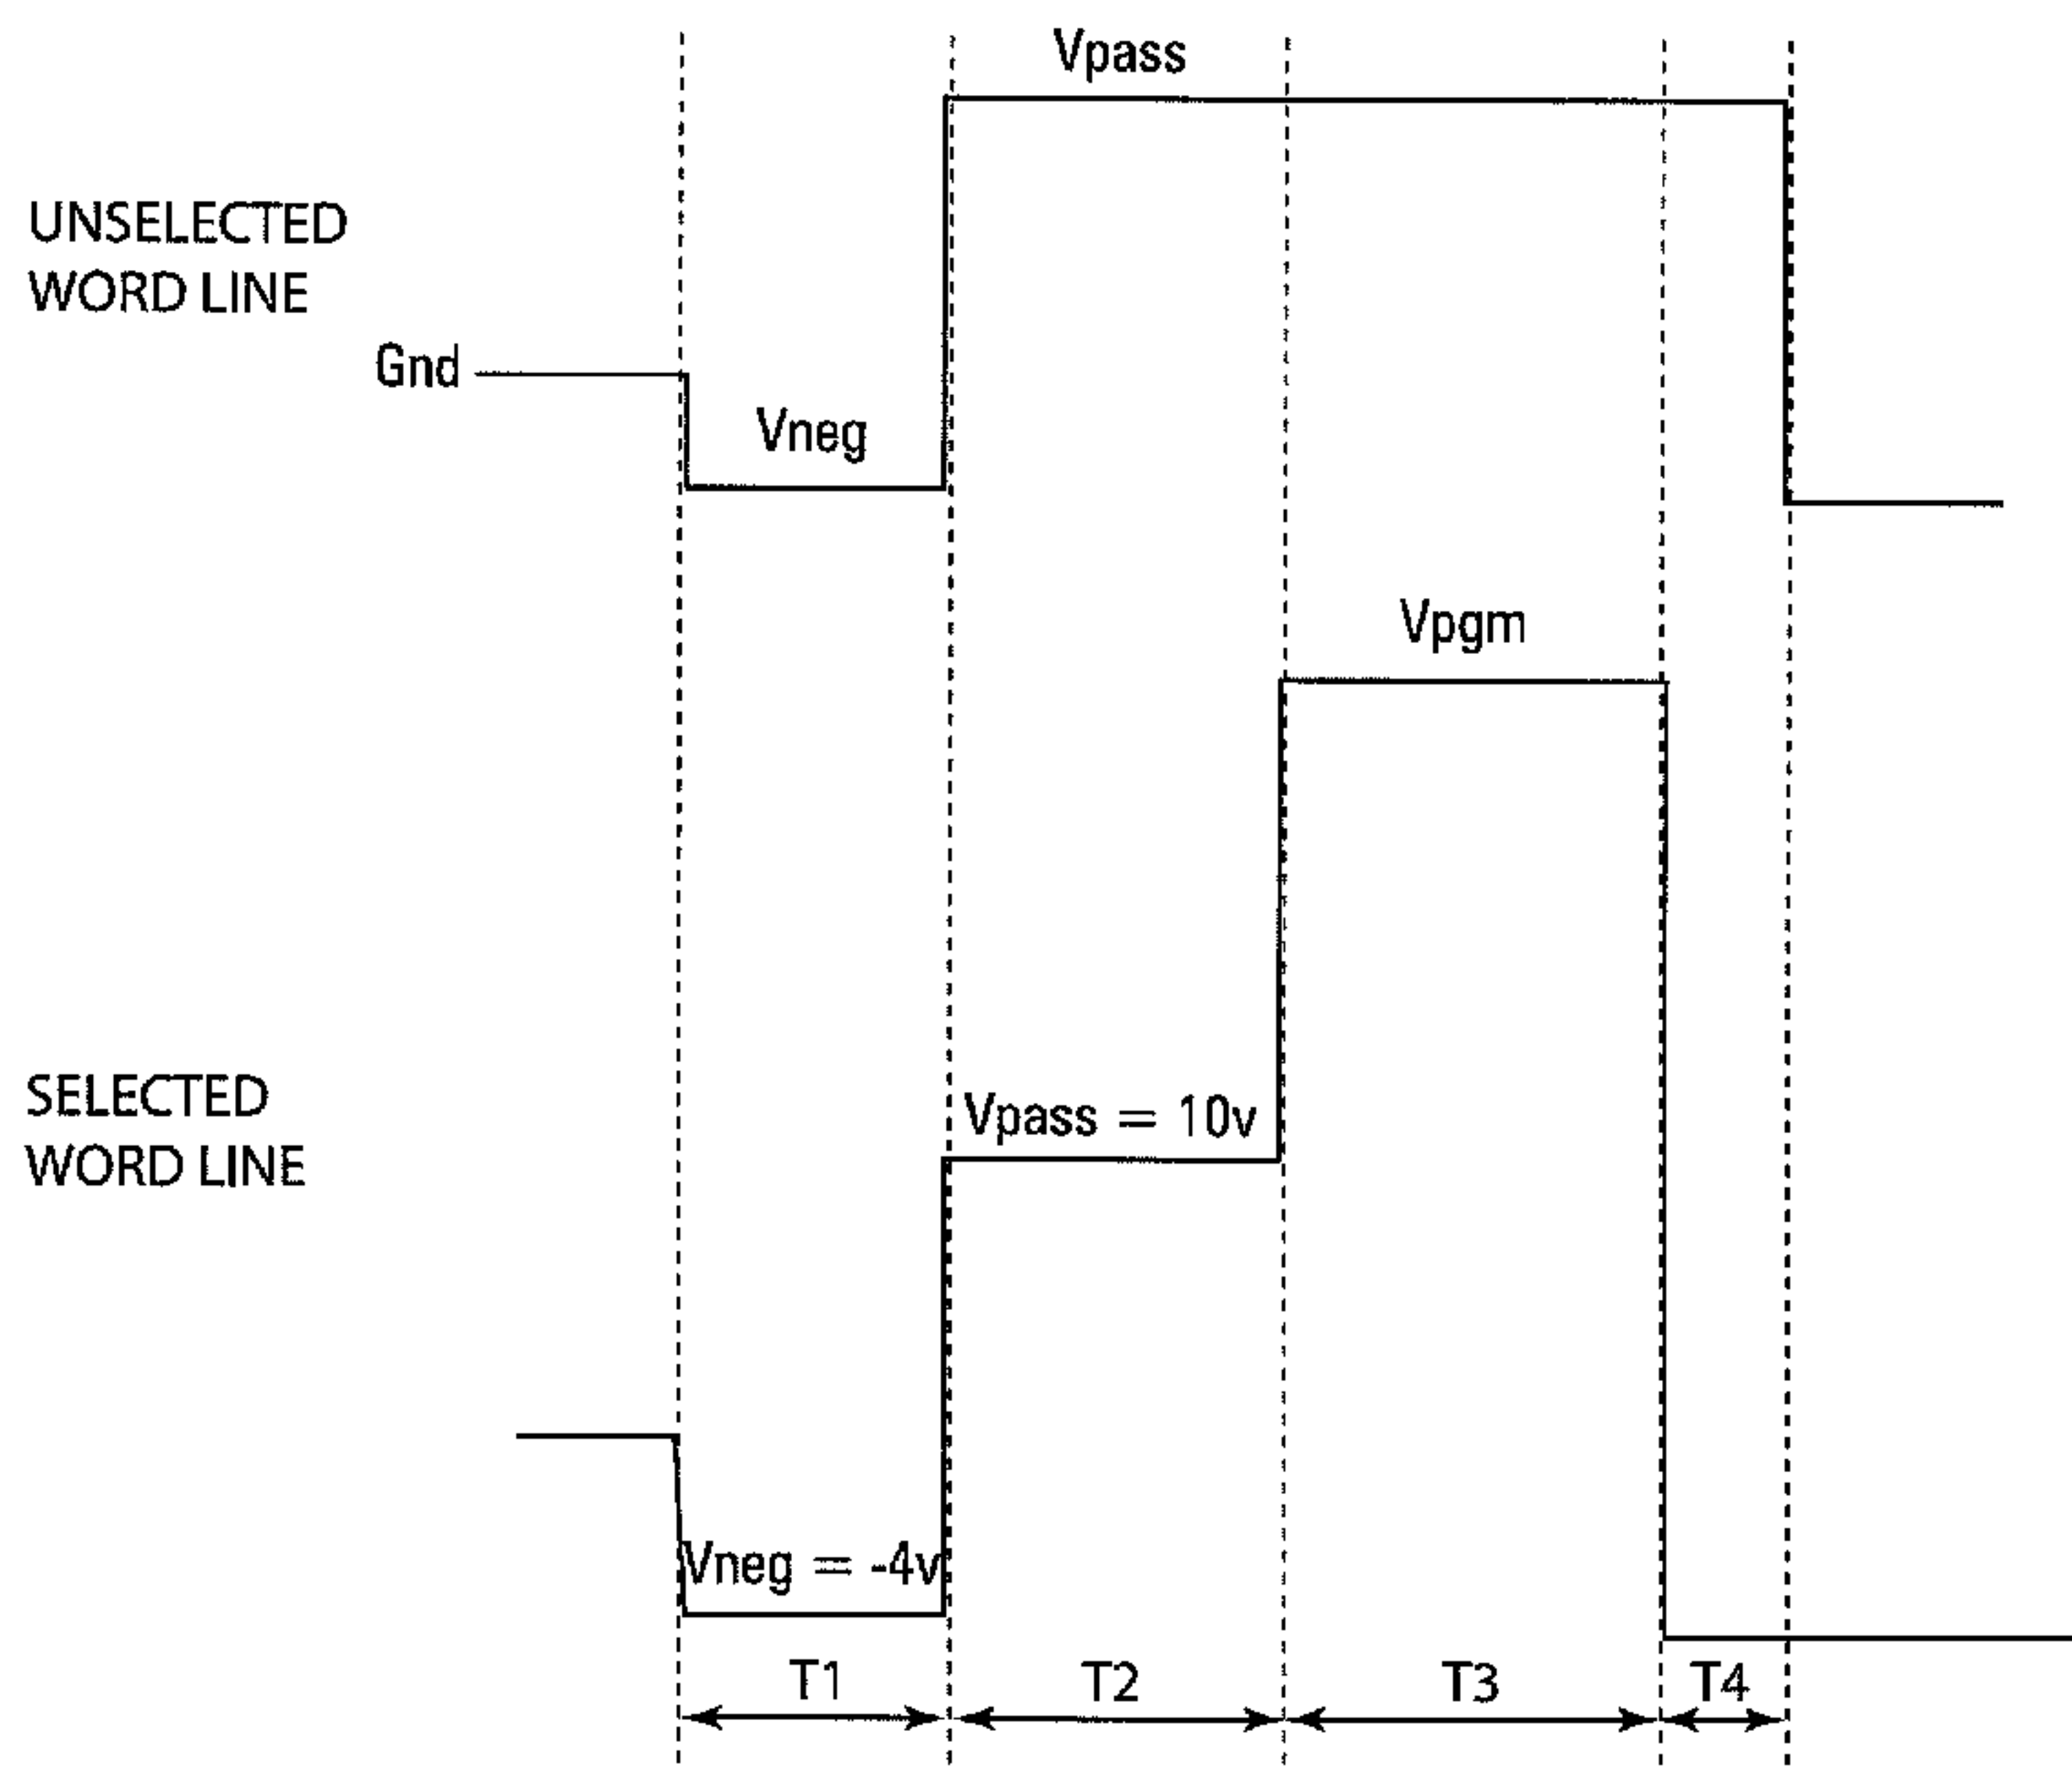 Vpass
UNSELECTED
WORD LINE
Gnd
Vneg
Vpgm
SELECTED
WORD LINE
Vpass = 10v
Vneg = -4v
T1
T2
T3
T4